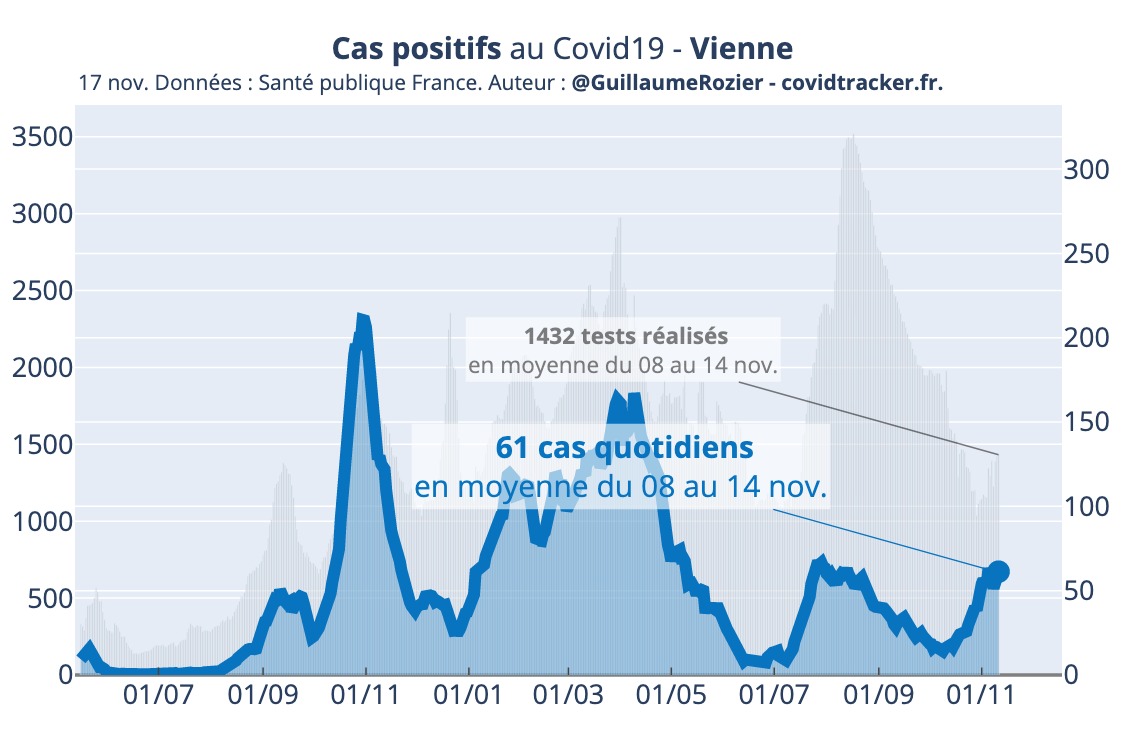 Cas positifs au Covid19 - Vienne
17 nov. Données : Santé publique France. Auteur : @GuillaumeRozier - covidtracker.fr.
3500
3000
2500
2000
1500
1000
500
0
300
250
200
150
100
50
0
1432 tests réalisés
en moyenne du 08 au 14 nov.
61 cas quotidiens
en moyenne du 08 au 14 nov.
01/07 01/09 01/11 01/01 01/03 01/05 01/07 01/09 01/11